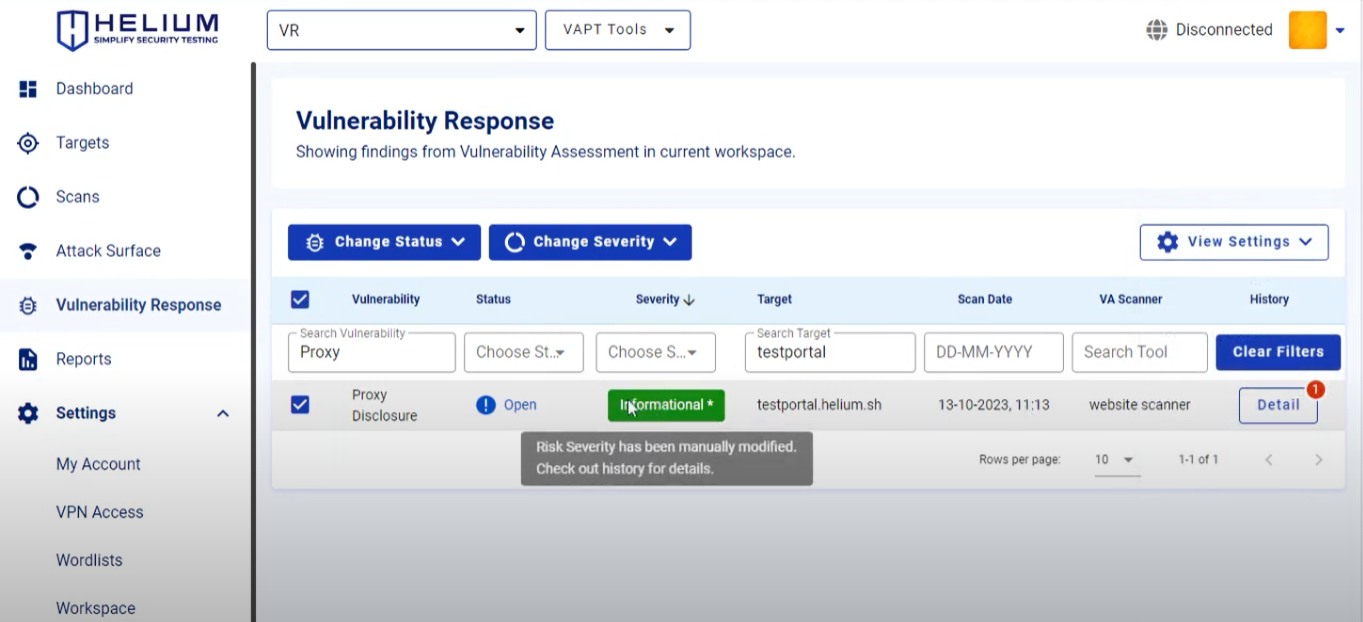 HELIUM
SIMPLIFY SECURITY TESTING
VR
VAPT Tools
Disconnected
Dashboard
Targets
Scans
Attack Surface
Vulnerability Response
Reports
Settings
My Account
VPN Access
Wordlists
Workspace
Vulnerability Response
Showing findings from Vulnerability Assessment in current workspace.
Change Status
Change Severity
View Settings
Vulnerability Status Severity Target Scan Date VA Scanner History
Search Vulnerability
Proxy
Choose St...
Choose S...
Search Target
testportal
DD-MM-YYYY
Search Tool
Clear Filters
Proxy
Disclosure
Open
Informational *
testportal.helium.sh
13-10-2023, 11:13
website scanner
Detail
1
Risk Severity has been manually modified.
Check out history for details.
Rows per page: 10 1-1 of 1